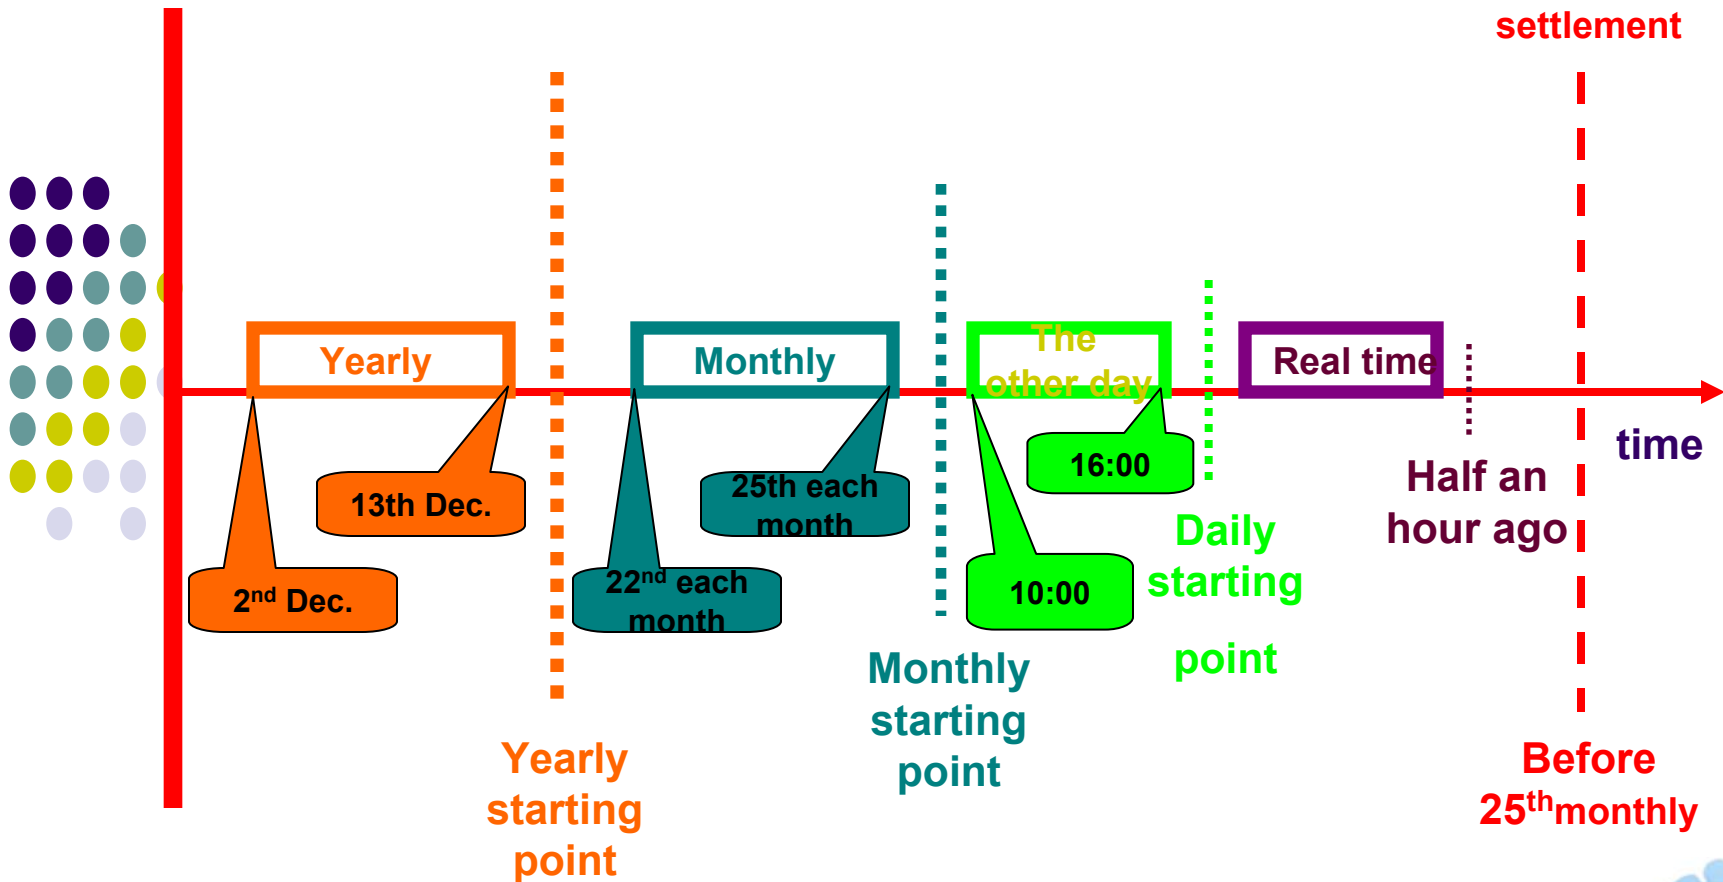 settlement
Yearly
Monthly
The
other day
Real time
time
13th Dec.
2nd Dec.
25th each
month
22nd each
month
16:00
10:00
Half an
hour ago
Daily
starting
point
Monthly
starting
point
Yearly
starting
point
Before
25thmonthly